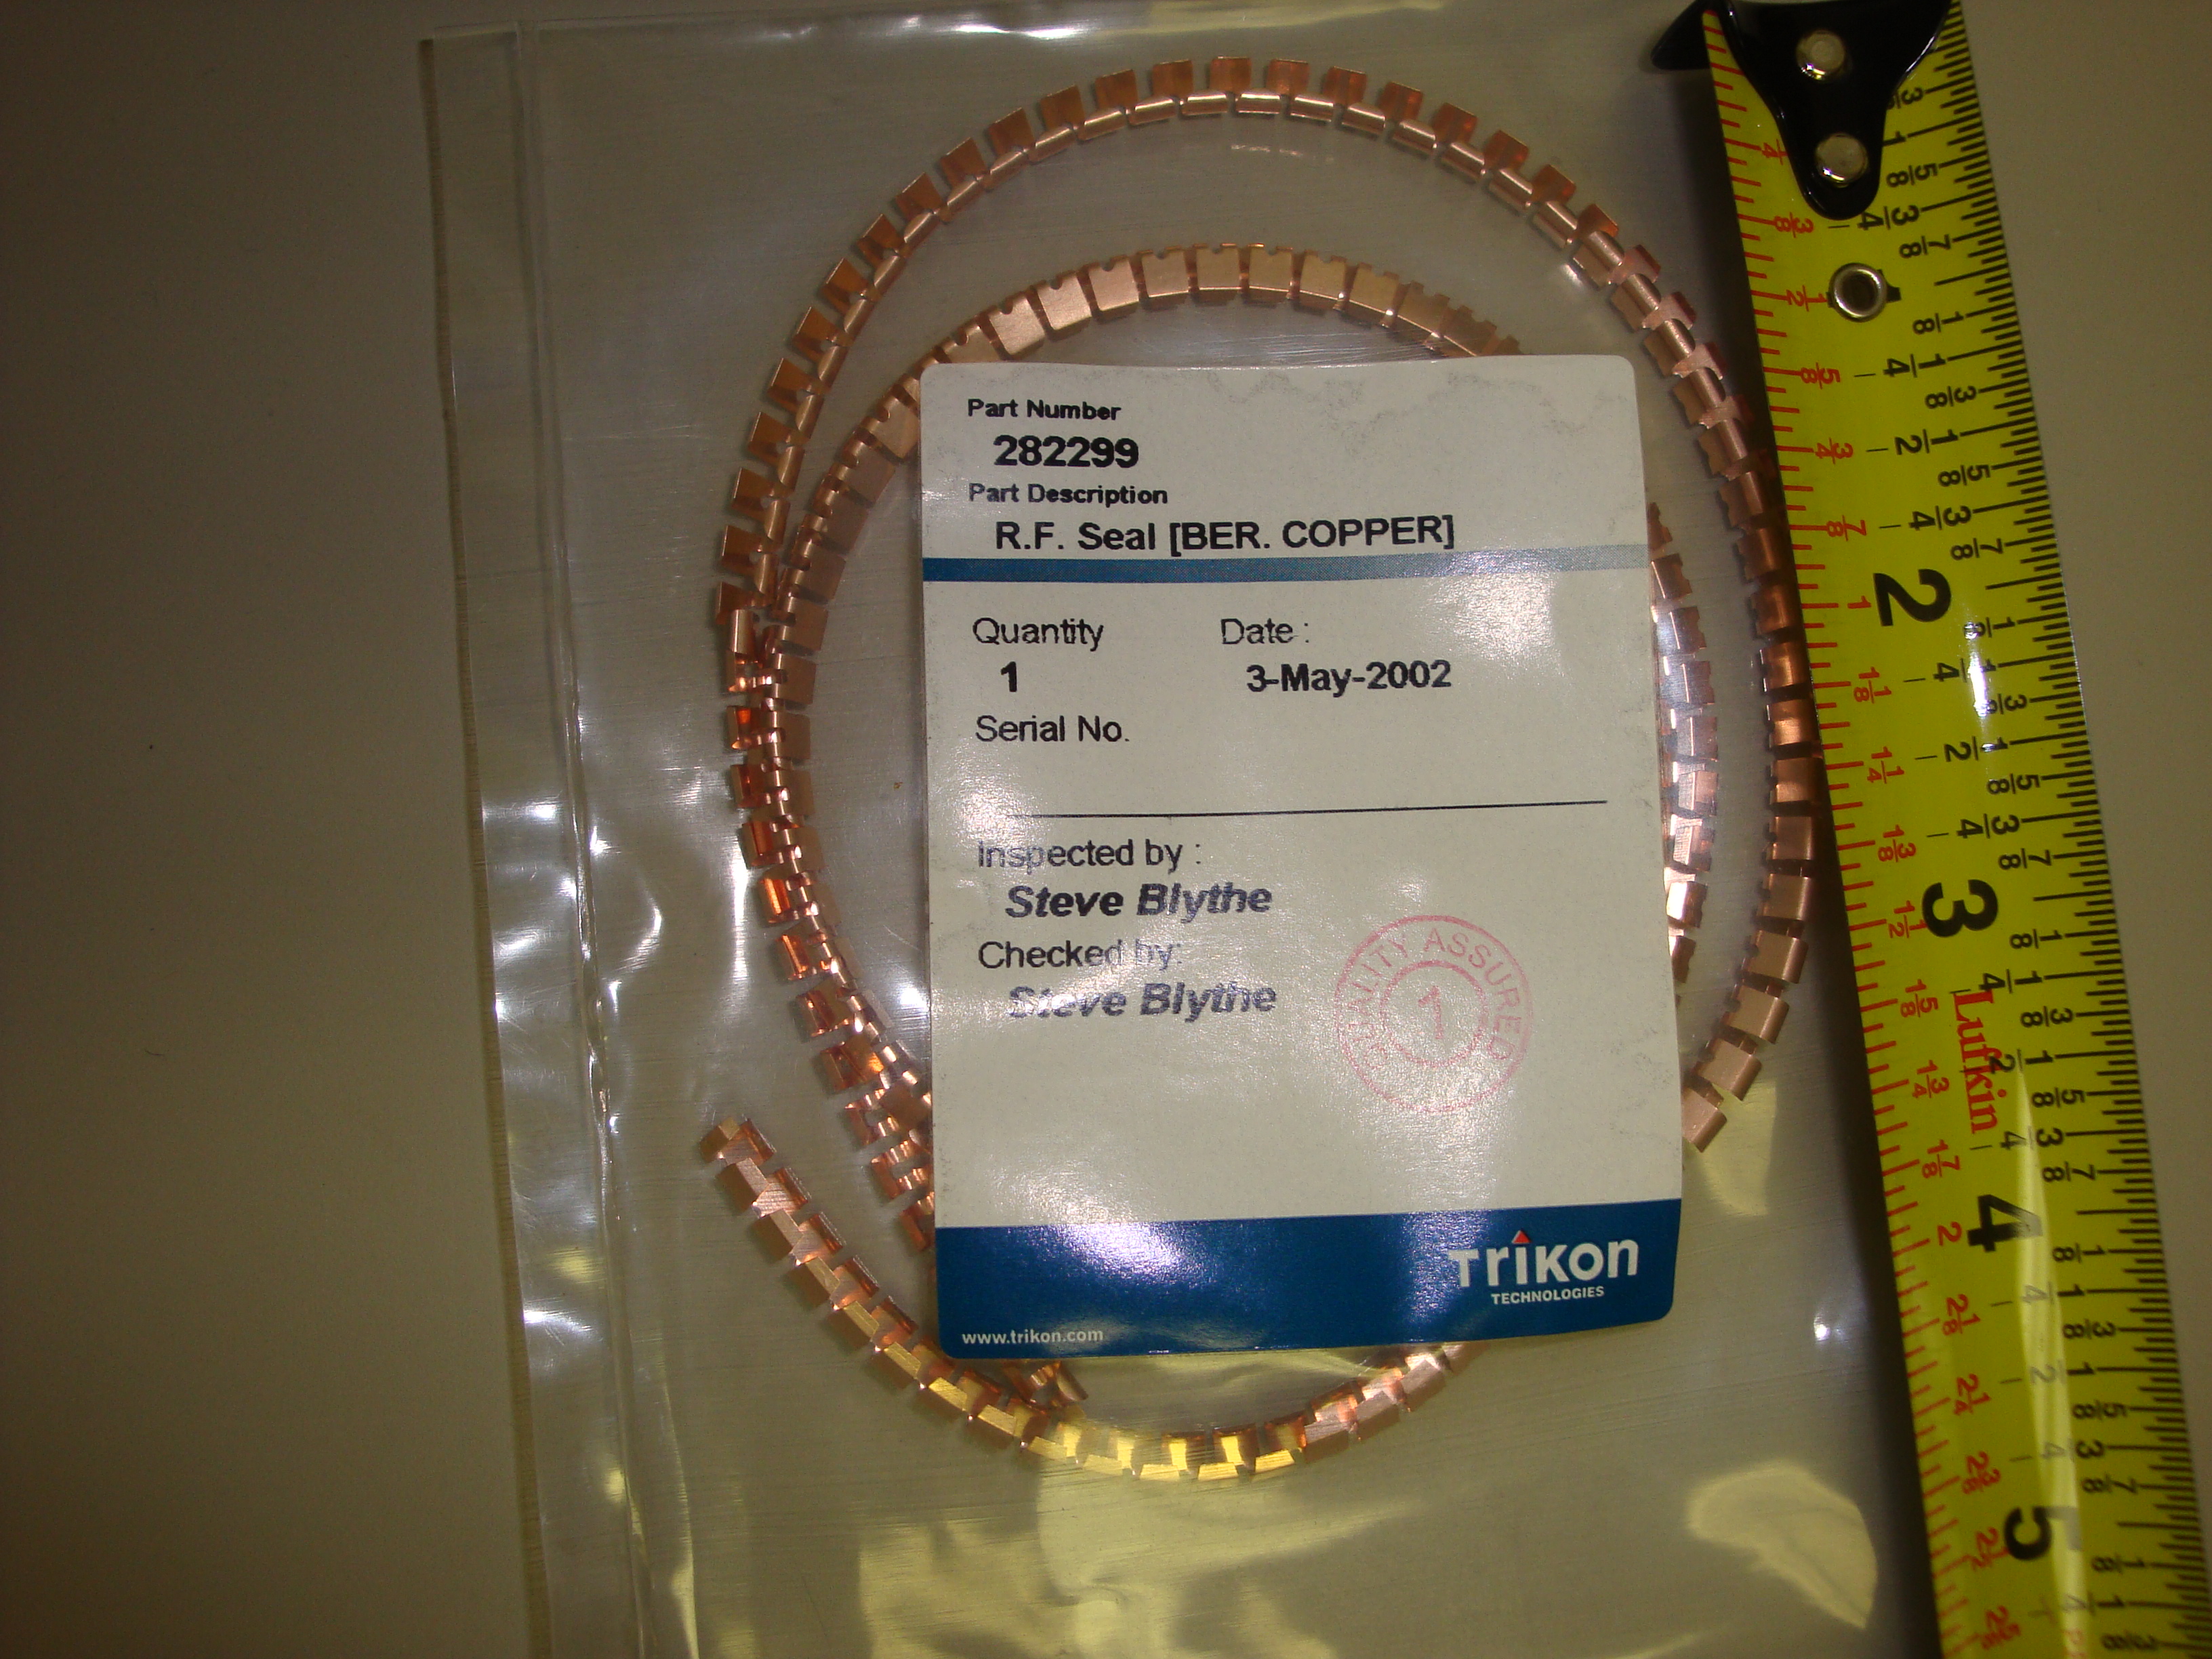 Part Number
282299
Part Description
R.F. Seal [BER. COPPER]
Quantity
Date :
1
3-May-2002
Serial No.
Inspected by :
Steve Blythe
Checked by:
Steve Blythe
QUALITY ASSURED
1
Trikon
TECHNOLOGIES
www.trikon.com
1
2
3
Lufkin
4
5